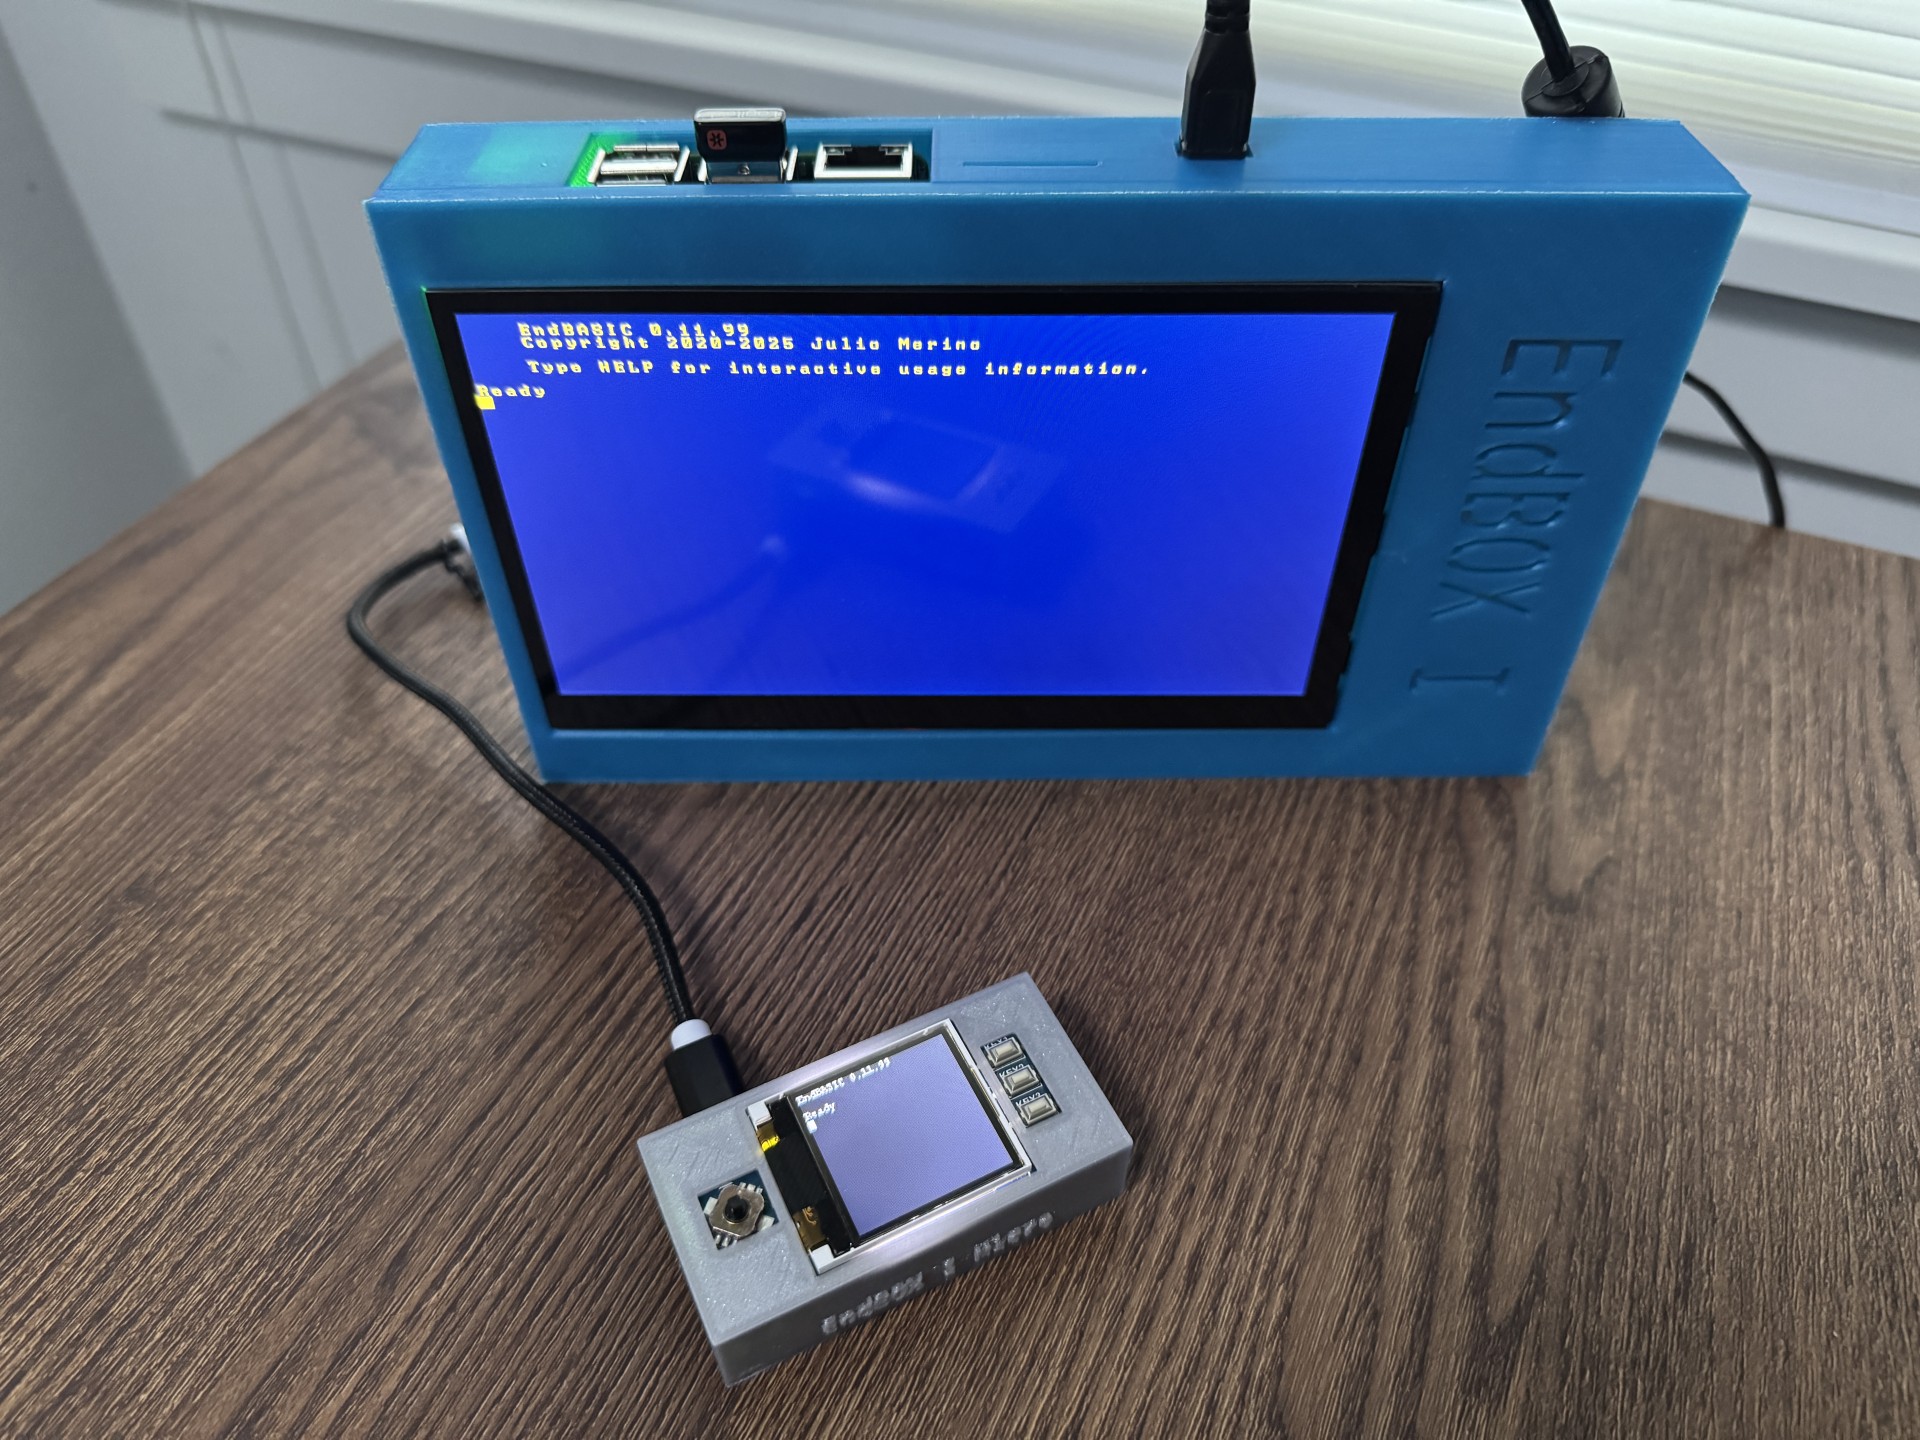 EndBASIC 0.11.99
Copyright 2020-2025 Julio Merino
Type HELP for interactive usage information.
Ready
EndBOX I
EndBASIC 0.11.99
Ready
KEY1
KEY2
KEY3
EndBOX I Micro